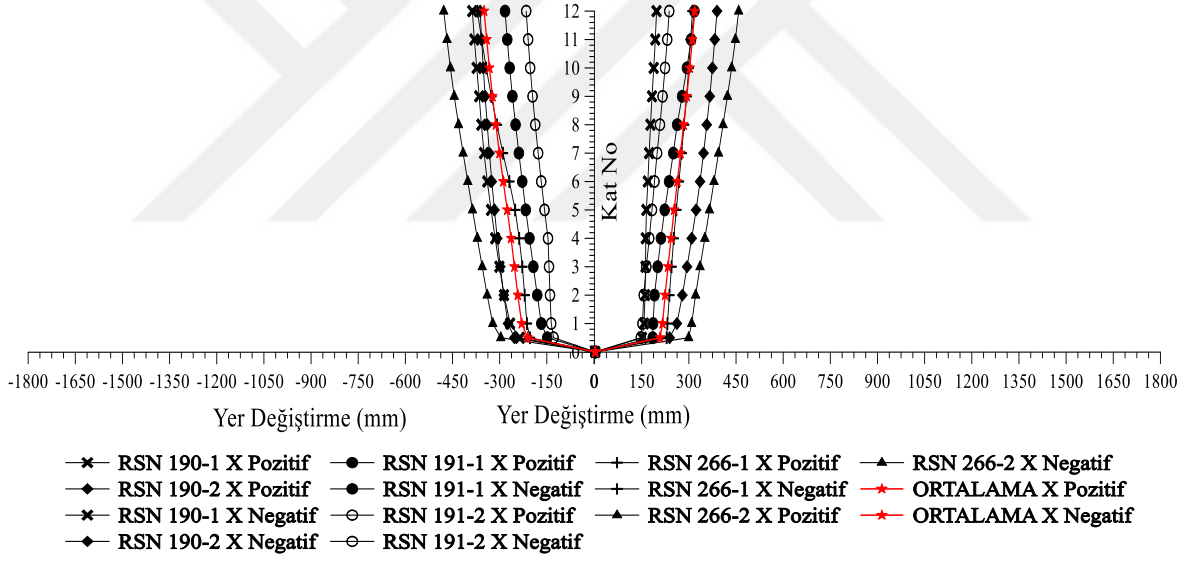 12
11
10
9
8
7
6
5
4
3
2
1
0
Kat No
-1800 -1650 -1500 -1350 -1200 -1050 -900 -750 -600 -450 -300 -150 0 150 300 450 600 750 900 1050 1200 1350 1500 1650 1800
Yer Değiştirme (mm) Yer Değiştirme (mm)
RSN 190-1 X Pozitif RSN 191-1 X Pozitif RSN 266-1 X Pozitif RSN 266-2 X Negatif
RSN 190-2 X Pozitif RSN 191-1 X Negatif RSN 266-1 X Negatif ORTALAMA X Pozitif
RSN 190-1 X Negatif RSN 191-2 X Pozitif RSN 266-2 X Pozitif ORTALAMA X Negatif
RSN 190-2 X Negatif RSN 191-2 X Negatif